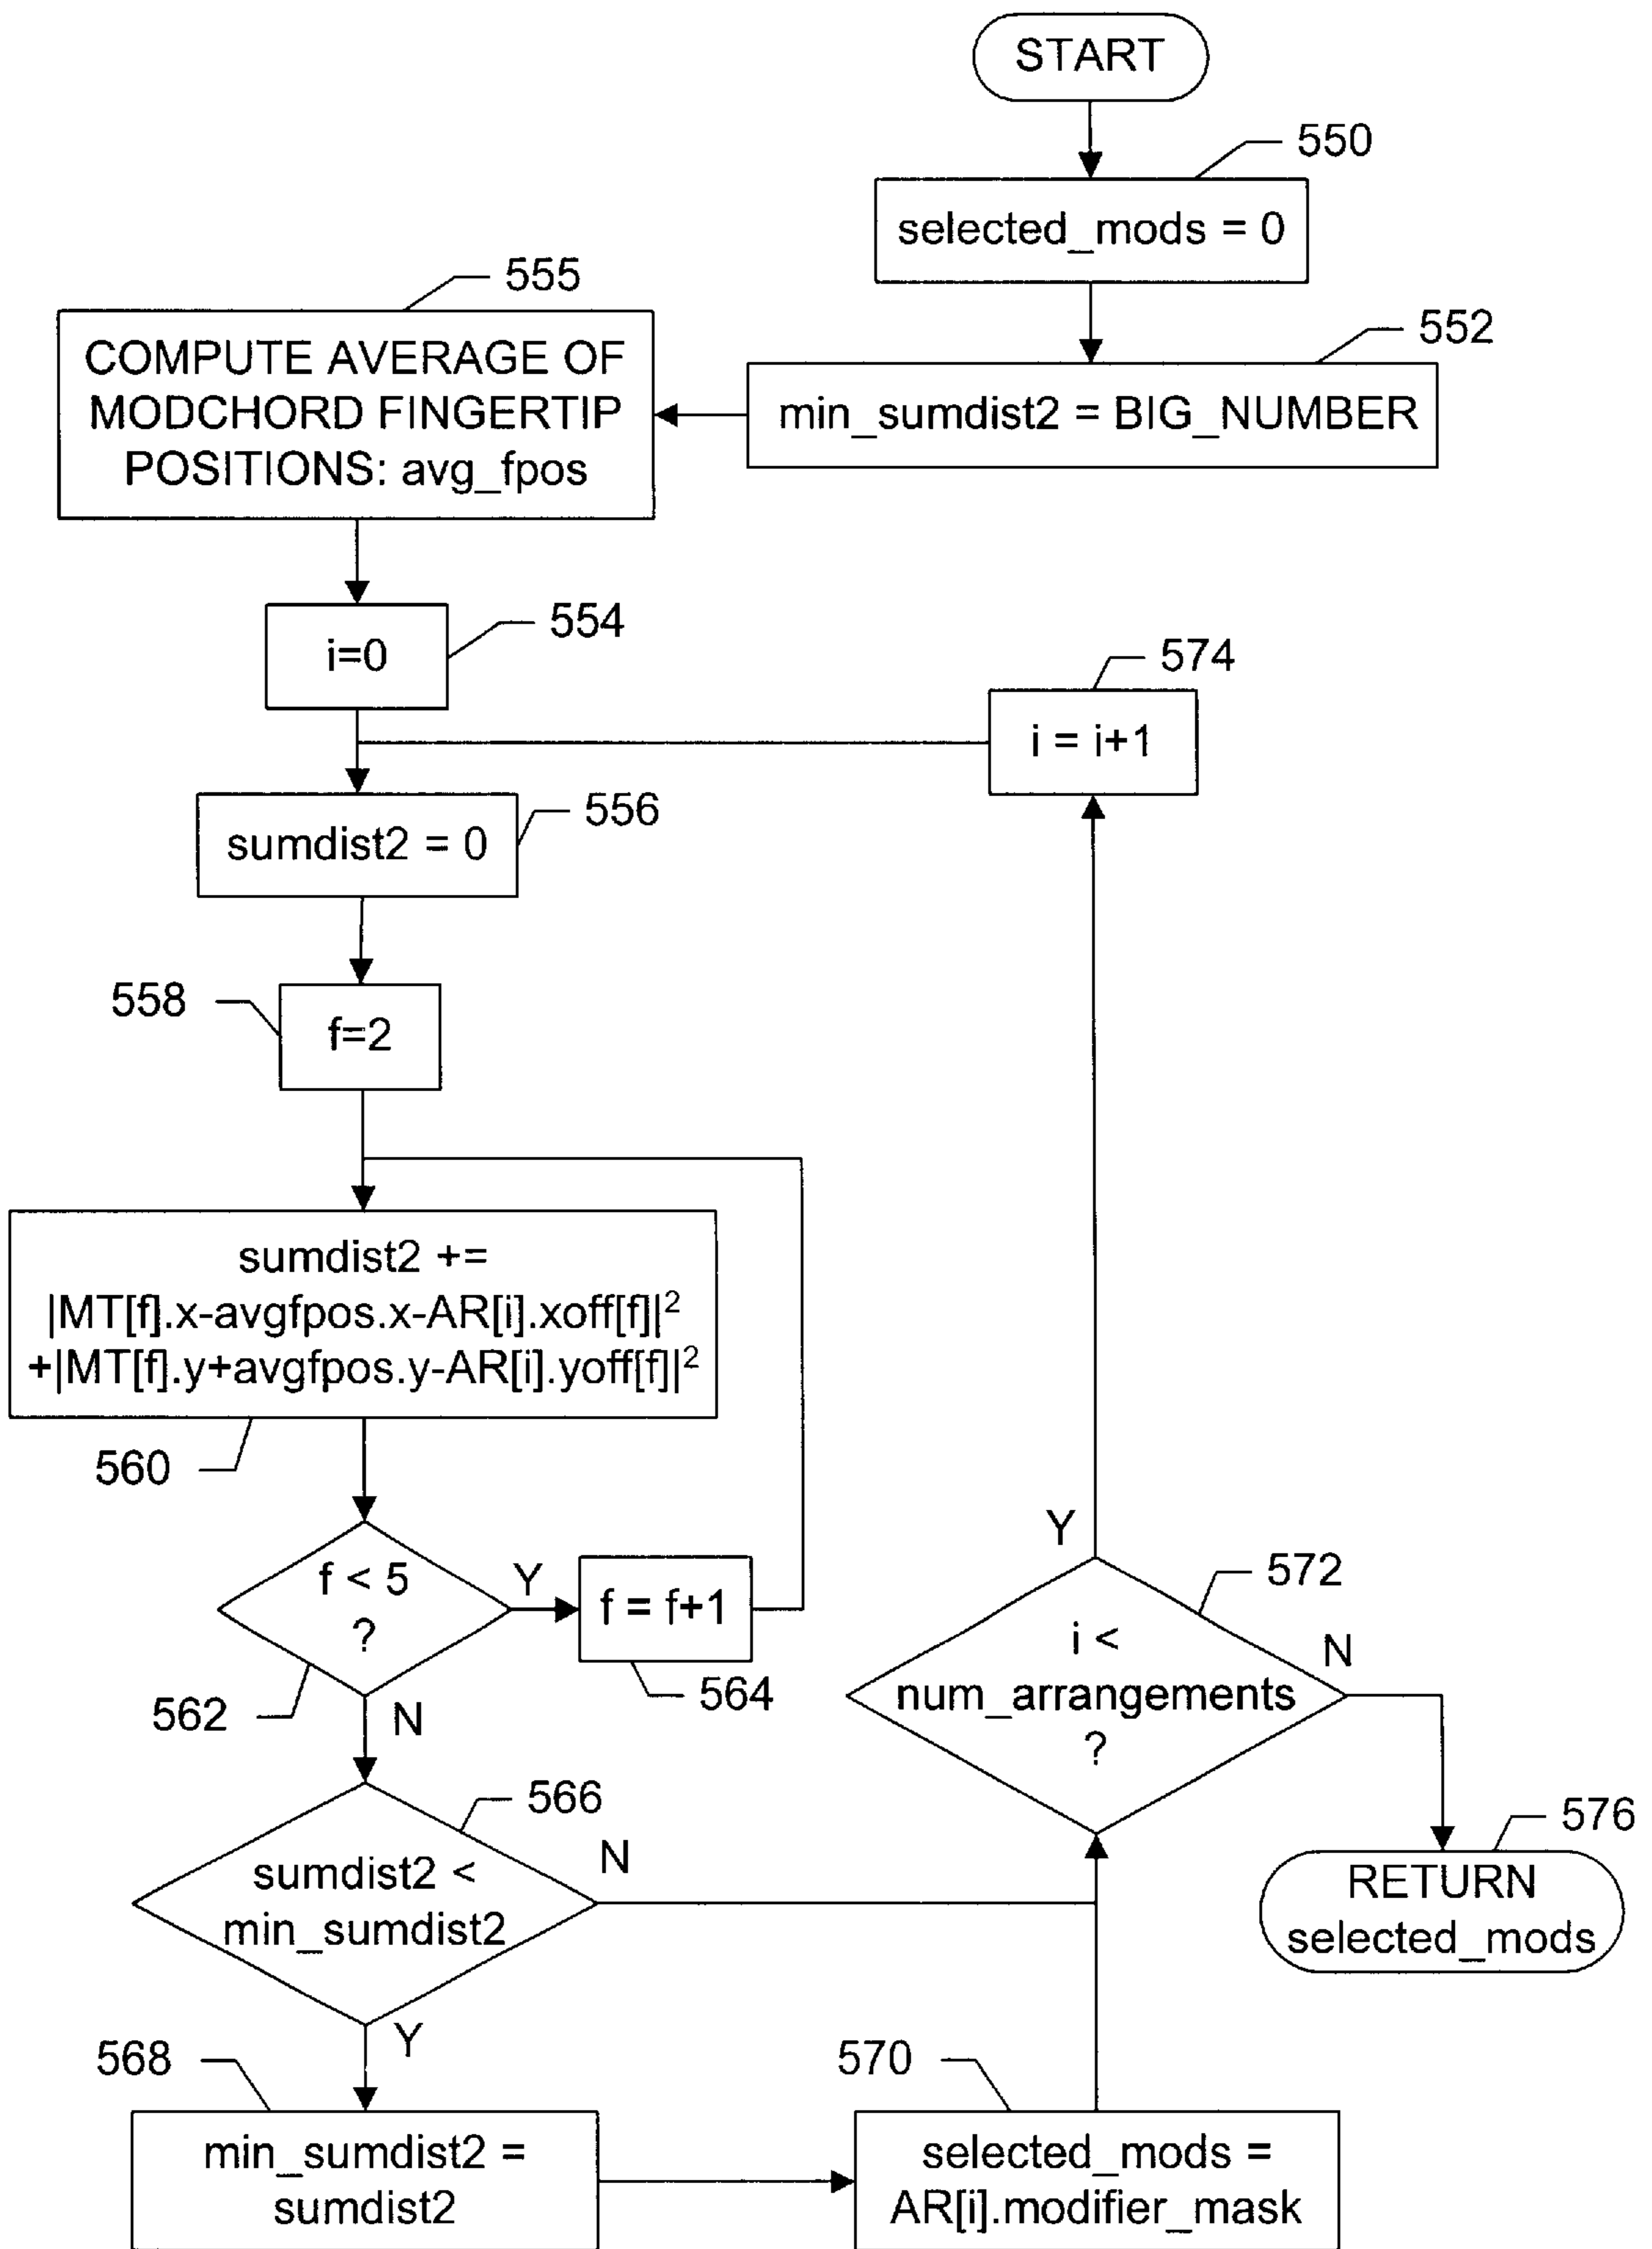 START
550
selected_mods = 0
552
min_sumdist2 = BIG_NUMBER
555
COMPUTE AVERAGE OF
MODCHORD FINGERTIP
POSITIONS: avg_fpos
554
i=0
574
i = i+1
556
sumdist2 = 0
558
f=2
sumdist2 +=
|MT[f].x-avgfpos.x-AR[i].xoff[f]|²
+|MT[f].y+avgfpos.y-AR[i].yoff[f]|²
560
f < 5
?
Y
f = f+1
562
564
N
572
Y
i <
num_arrangements
?
N
566
sumdist2 <
min_sumdist2
N
Y
576
RETURN
selected_mods
568
min_sumdist2 =
sumdist2
570
selected_mods =
AR[i].modifier_mask